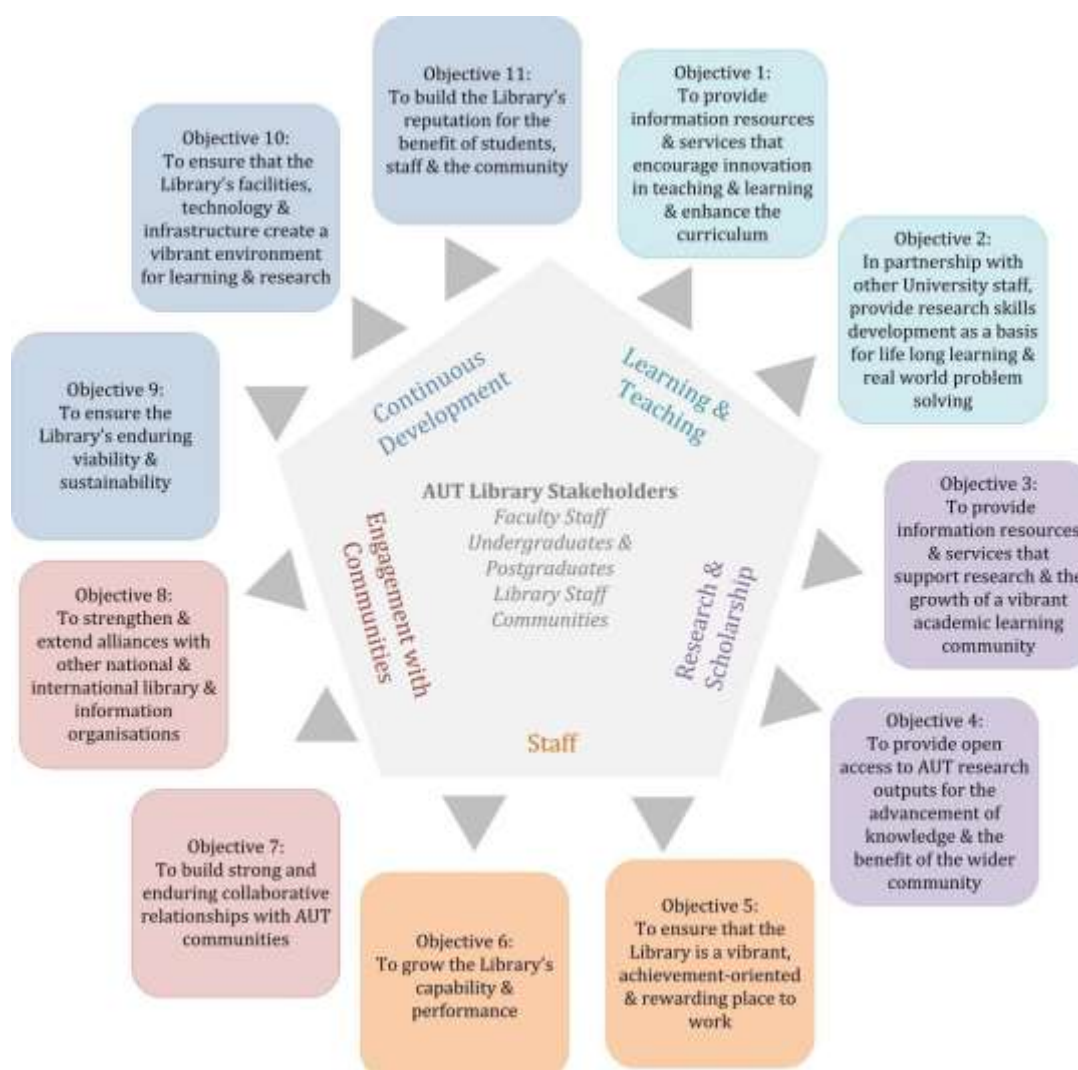 Objective 11:
To build the Library's
reputation for the
benefit of students,
staff & the community
Objective 1:
To provide
information resources
& services that
encourage innovation
in teaching & learning
& enhance the
curriculum
Objective 10:
To ensure that the
Library's facilities,
technology &
infrastructure create a
vibrant environment
for learning & research
Objective 2:
In partnership with
other University staff,
provide research skills
development as a basis
for life long learning &
real world problem
solving
Objective 9:
To ensure the
Library's enduring
viability &
sustainability
Continuous
Development
Learning &
Teaching
AUT Library Stakeholders
Faculty Staff
Undergraduates &
Postgraduates
Library Staff
Communities
Engagement with
Communities
Research &
Scholarship
Staff
Objective 3:
To provide
information resources
& services that
support research & the
growth of a vibrant
academic learning
community
Objective 8:
To strengthen &
extend alliances with
other national &
international library &
information
organisations
Objective 4:
To provide open
access to AUT research
outputs for the
advancement of
knowledge & the
benefit of the wider
community
Objective 7:
To build strong and
enduring collaborative
relationships with AUT
communities
Objective 6:
To grow the Library's
capability &
performance
Objective 5:
To ensure that the
Library is a vibrant,
achievement-oriented
& rewarding place to
work